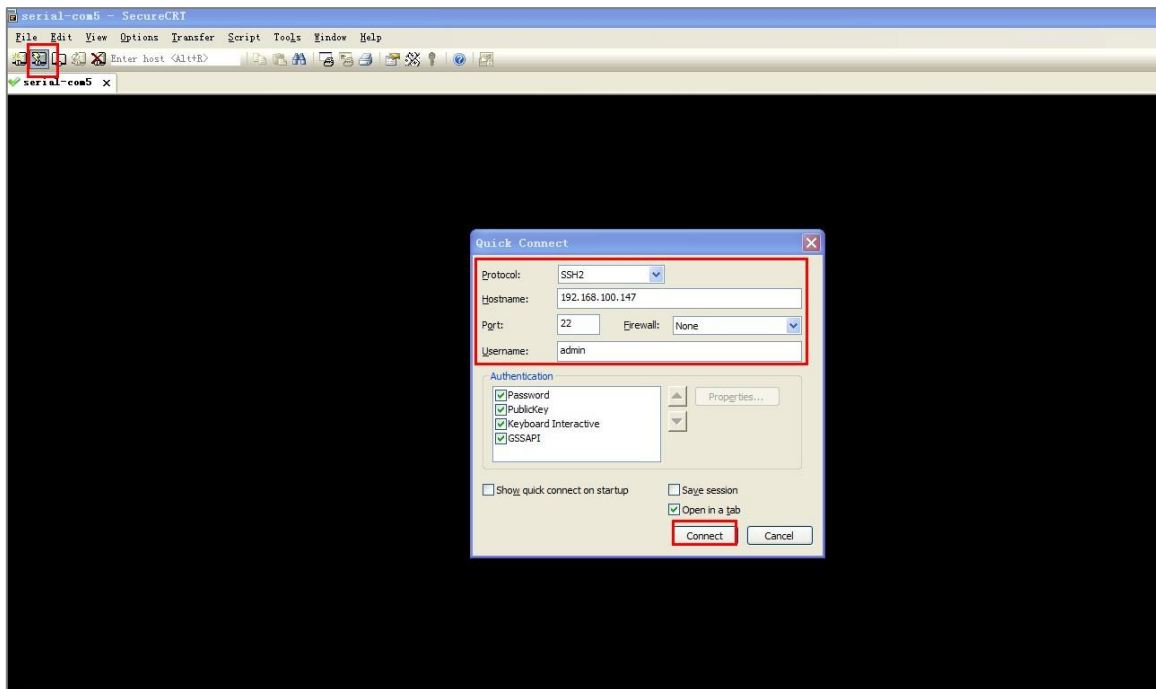 serial-com5 - SecureCRT
File Edit View Options Transfer Script Tools Window Help
Enter host <Alt+R>
serial-com5 x
Quick Connect
Protocol: SSH2
Hostname: 192.168.100.147
Port: 22 Firewall: None
Username: admin
Authentication
Password Properties...
PublicKey
Keyboard Interactive
GSSAPI
Show quick connect on startup Save session
Open in a tab
Connect Cancel